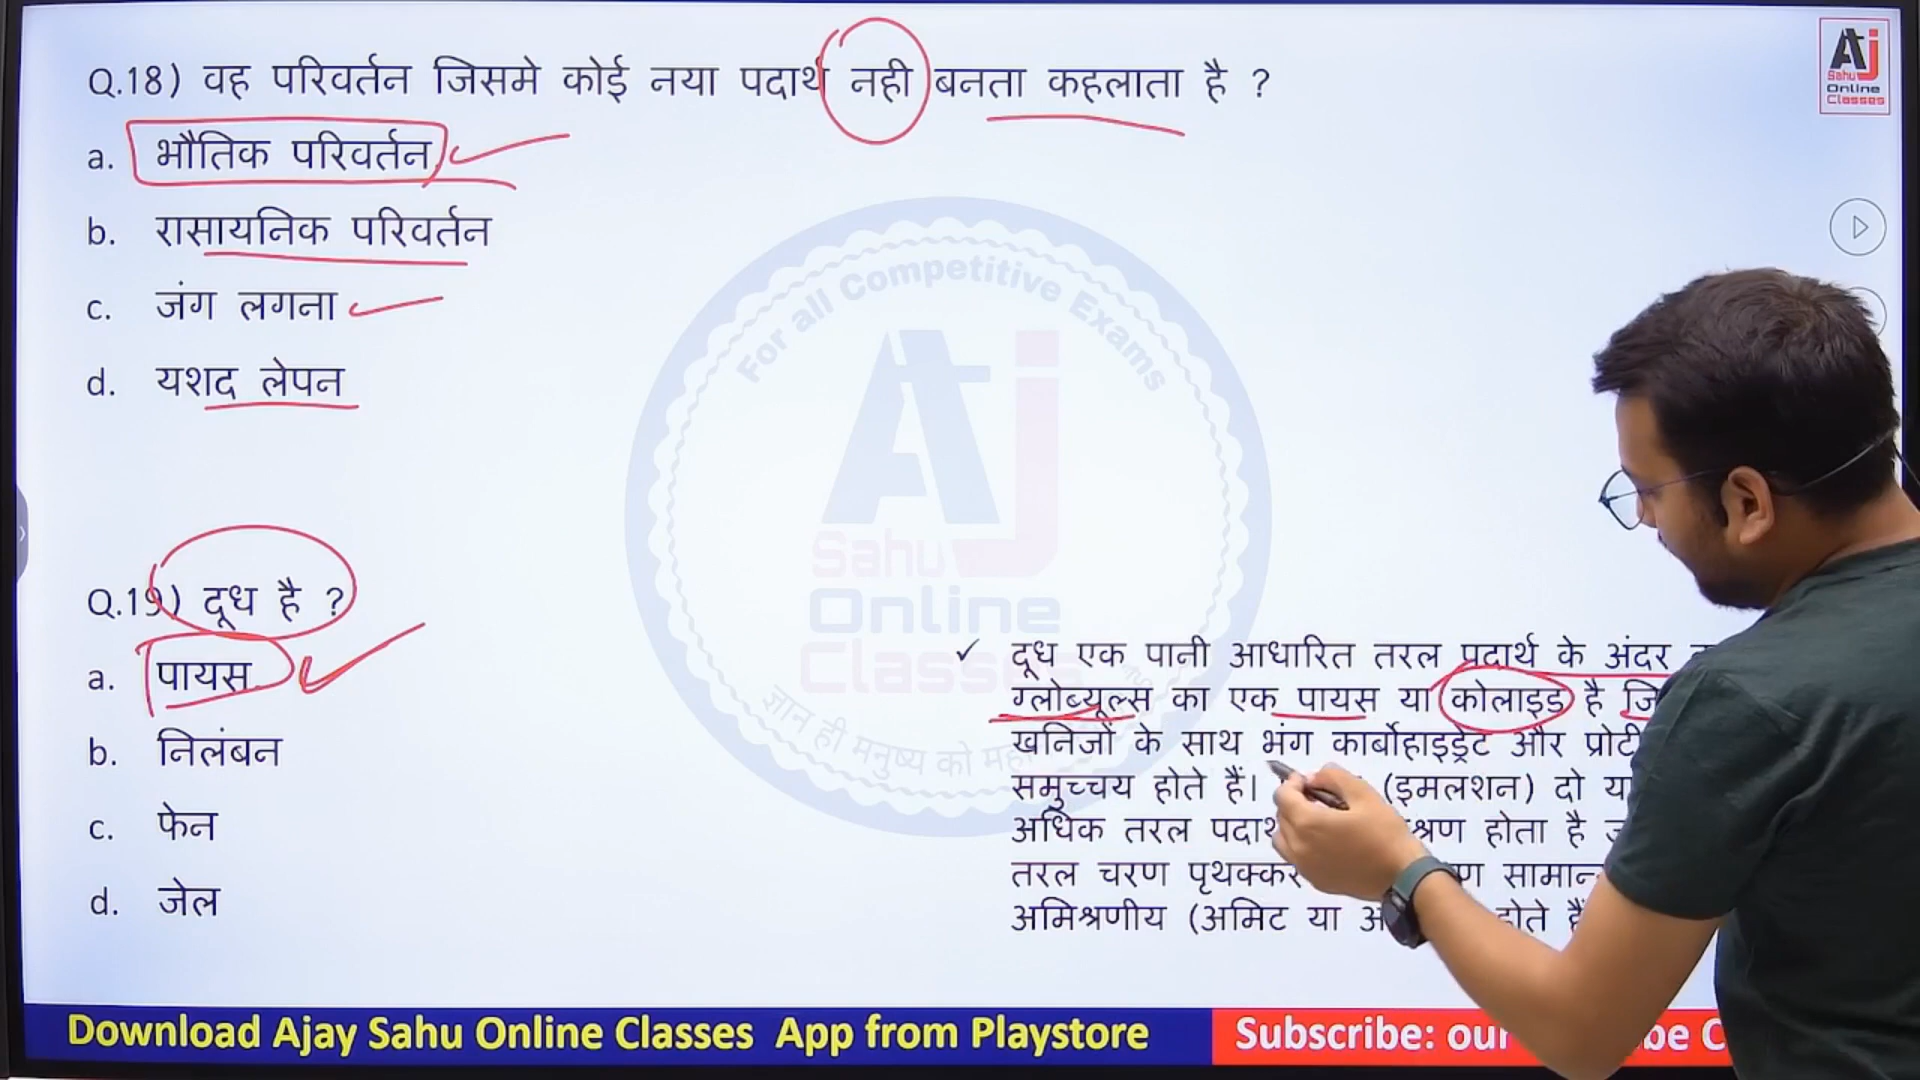 Q.18) वह परिवर्तन जिसमे कोई नया पदार्थ नही बनता कहलाता है ?
a. भौतिक परिवर्तन
b. रासायनिक परिवर्तन
c. जंग लगना
d. यशद लेपन
Q.19) दूध है ?
a. पायस
b. निलंबन
c. फेन
d. जेल
✓ दूध एक पानी आधारित तरल पदार्थ के अंदर
ग्लोब्यूल्स का एक पायस या कोलाइड है
खनिजों के साथ भंग कार्बोहाइड्रेट और
समुच्चय होते हैं। (इमलशन) दो
अधिक तरल होता है
तरल चरण
अमिश्रणीय (अमिट या होते
For all Competitive Exams
AJ
Sahu
Online
Classes
ज्ञान ही मनुष्य को
AJ
Sahu
Online
Classes
Download Ajay Sahu Online Classes App from Playstore
Subscribe: our